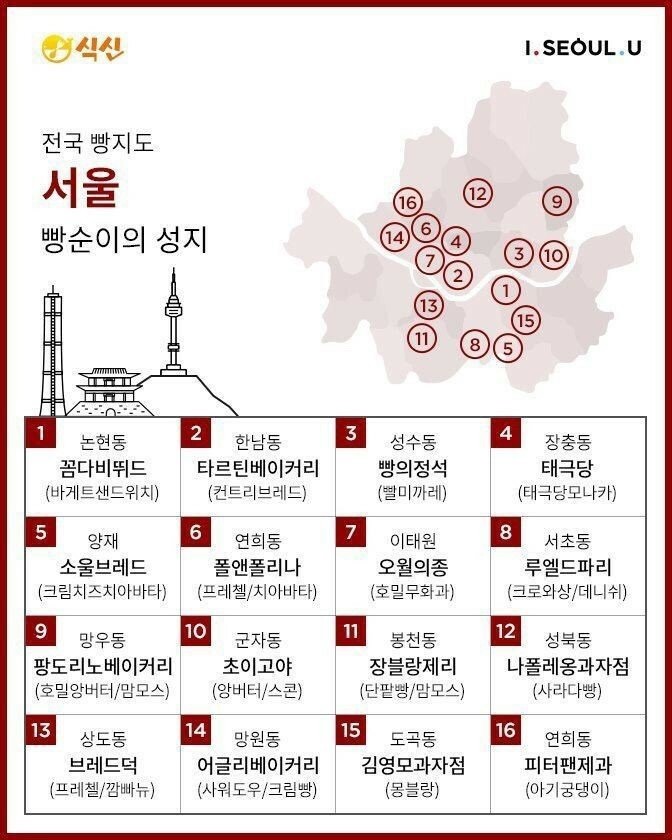 식신
I.SEOUL.U
전국 빵지도
서울
빵순이의 성지
12
16
9
6
14
4
3
10
7
2
1
13
15
11
8
5
1
논현동
꼼다비뛰드
(바게트샌드위치)
2
한남동
타르틴베이커리
(컨트리브레드)
3
성수동
빵의정석
(빨미까레)
4
장충동
태극당
(태극당모나카)
5
양재
소울브레드
(크림치즈치아바타)
6
연희동
폴앤폴리나
(프레첼/치아바타)
7
이태원
오월의종
(호밀무화과)
8
서초동
루엘드파리
(크로와상/데니쉬)
9
망우동
팡도리노베이커리
(호밀앙버터/맘모스)
10
군자동
초이고야
(앙버터/스콘)
11
봉천동
장블랑제리
(단팥빵/맘모스)
12
성북동
나폴레옹과자점
(사라다빵)
13
상도동
브레드덕
(프레첼/깜빠뉴)
14
망원동
어글리베이커리
(사워도우/크림빵)
15
도곡동
김영모과자점
(몽블랑)
16
연희동
피터팬제과
(아기궁댕이)